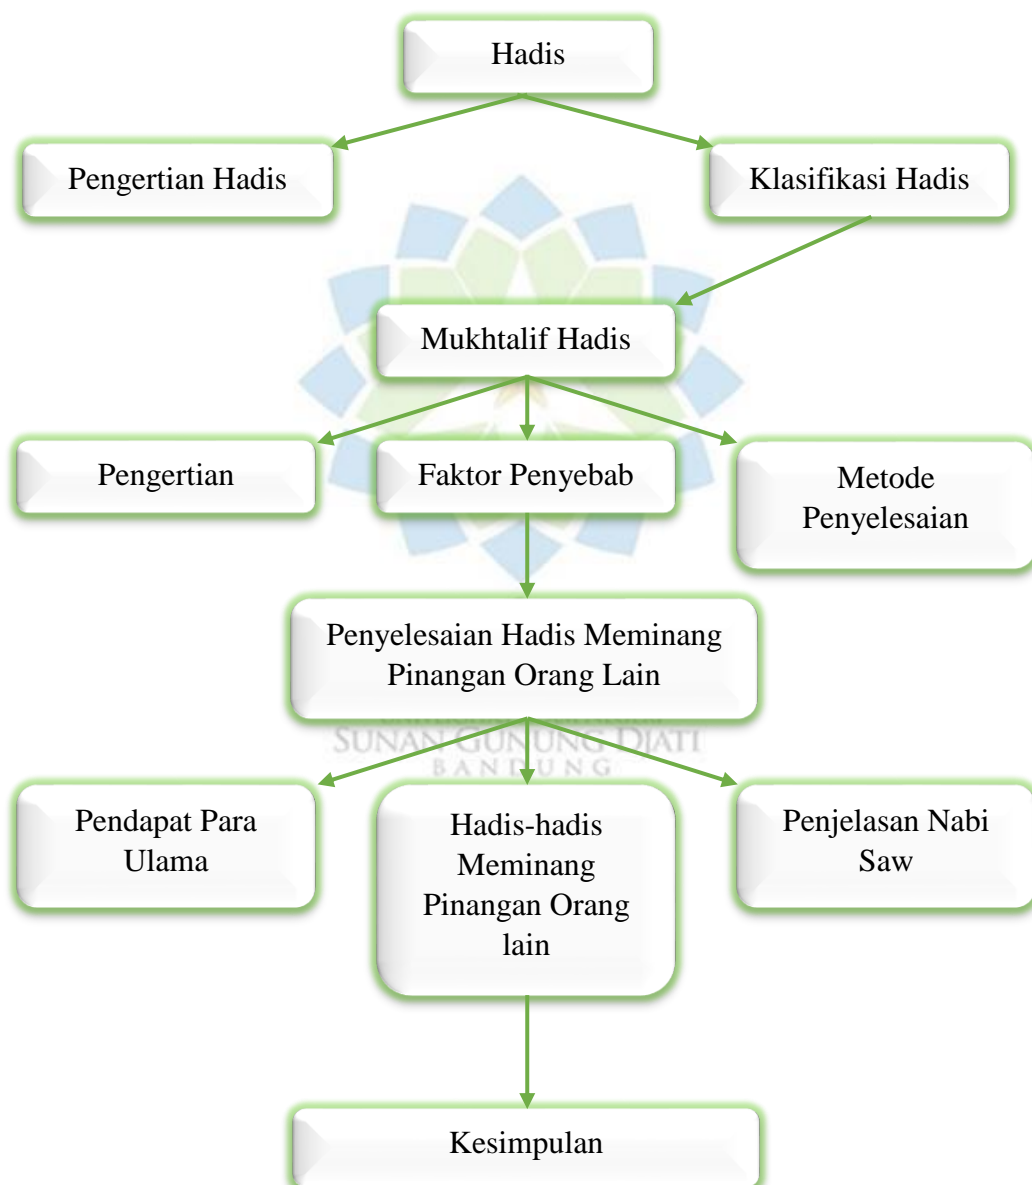 Hadis
Pengertian Hadis
Klasifikasi Hadis
Mukhtalif Hadis
Pengertian
Faktor Penyebab
Metode
Penyelesaian
Penyelesaian Hadis Meminang
Pinangan Orang Lain
SUNAN GUNUNG DJATI
BANDUNG
Pendapat Para
Ulama
Hadis-hadis
Meminang
Pinangan Orang
lain
Penjelasan Nabi
Saw
Kesimpulan